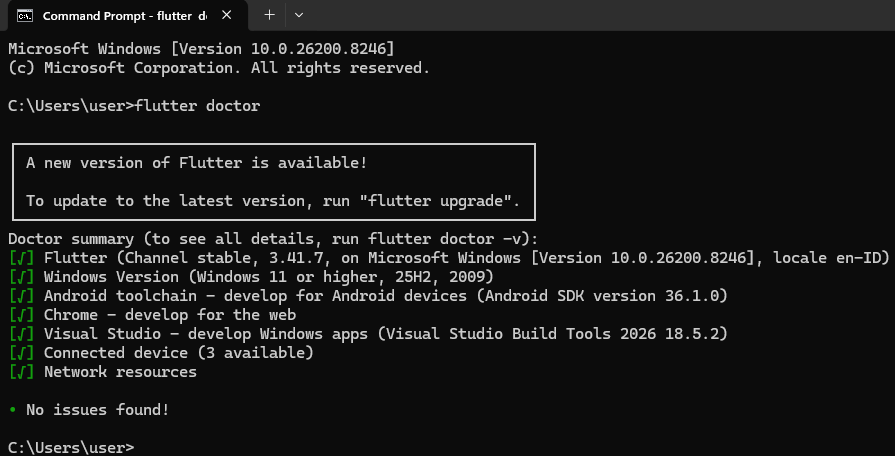 Command Prompt - flutter do
Microsoft Windows [Version 10.0.26200.8246]
(c) Microsoft Corporation. All rights reserved.
C:\Users\user>flutter doctor
A new version of Flutter is available!
To update to the latest version, run "flutter upgrade".
Doctor summary (to see all details, run flutter doctor -v):
[√] Flutter (Channel stable, 3.41.7, on Microsoft Windows [Version 10.0.26200.8246], locale en-ID)
[√] Windows Version (Windows 11 or higher, 25H2, 2009)
[√] Android toolchain - develop for Android devices (Android SDK version 36.1.0)
[√] Chrome - develop for the web
[√] Visual Studio - develop Windows apps (Visual Studio Build Tools 2026 18.5.2)
[√] Connected device (3 available)
[√] Network resources
• No issues found!
C:\Users\user>